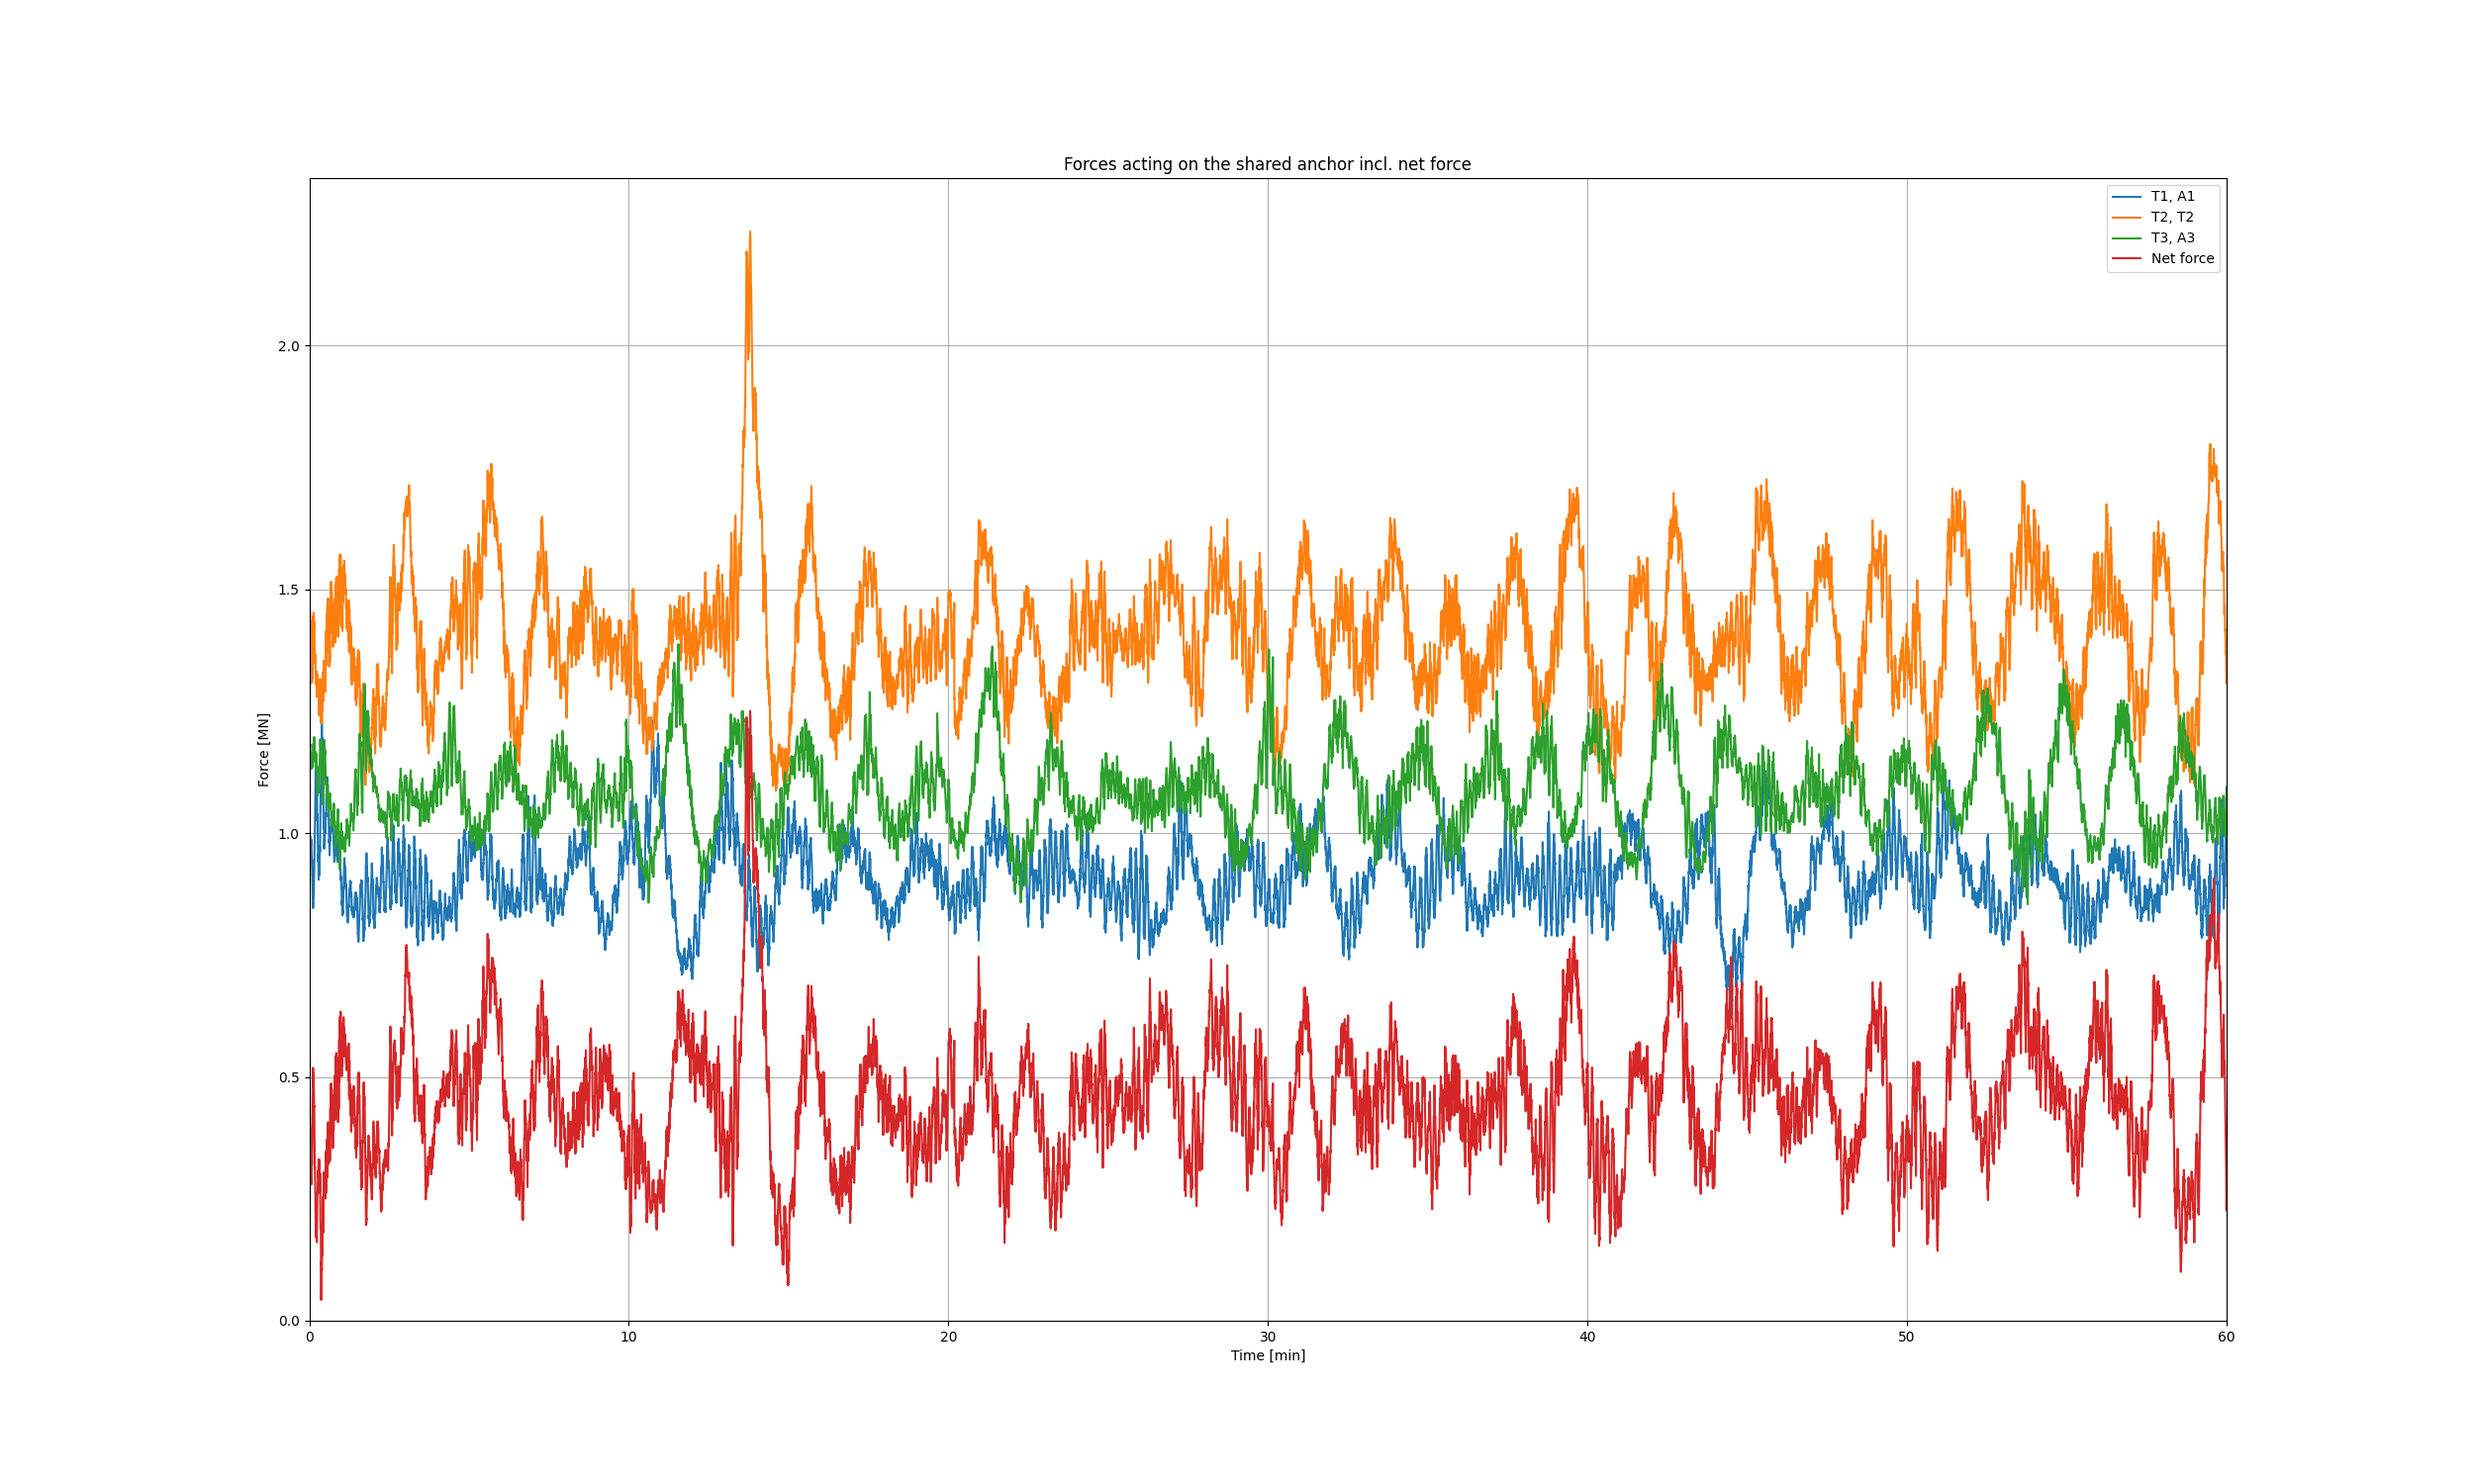 Forces acting on the shared anchor incl. net force
T1, A1
T2, T2
T3, A3
Net force
Force [MN]
2.0
1.5
1.0
0.5
0.0
0 10 20 30 40 50 60
Time [min]